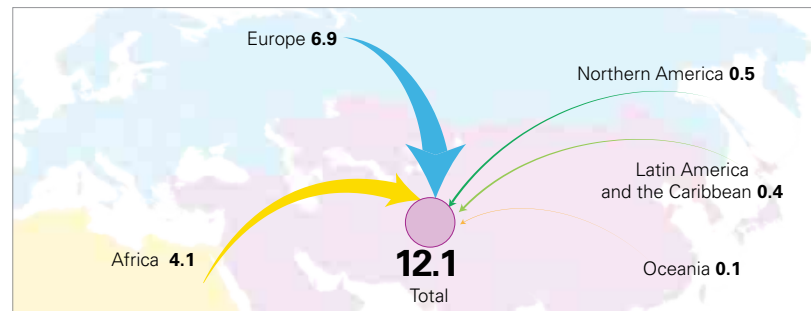 Europe 6.9
Northern America 0.5
Latin America
and the Caribbean 0.4
Africa 4.1
12.1
Total
Oceania 0.1